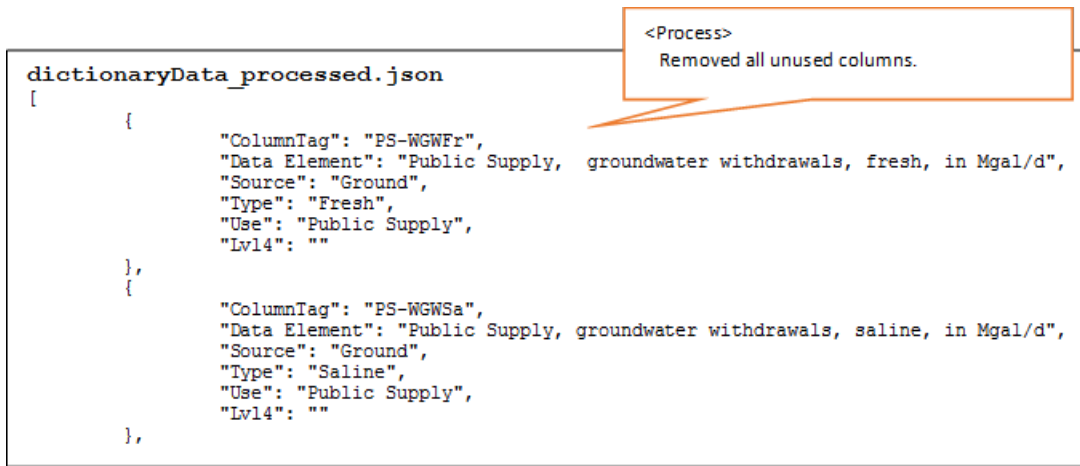 <Process>
Removed all unused columns.
dictionaryData_processed.json
[
{
"ColumnTag": "PS-WGWFr",
"Data Element": "Public Supply,  groundwater withdrawals, fresh, in Mgal/d",
"Source": "Ground",
"Type": "Fresh",
"Use": "Public Supply",
"Lvl4": ""
},
{
"ColumnTag": "PS-WGWSa",
"Data Element": "Public Supply, groundwater withdrawals, saline, in Mgal/d",
"Source": "Ground",
"Type": "Saline",
"Use": "Public Supply",
"Lvl4": ""
},